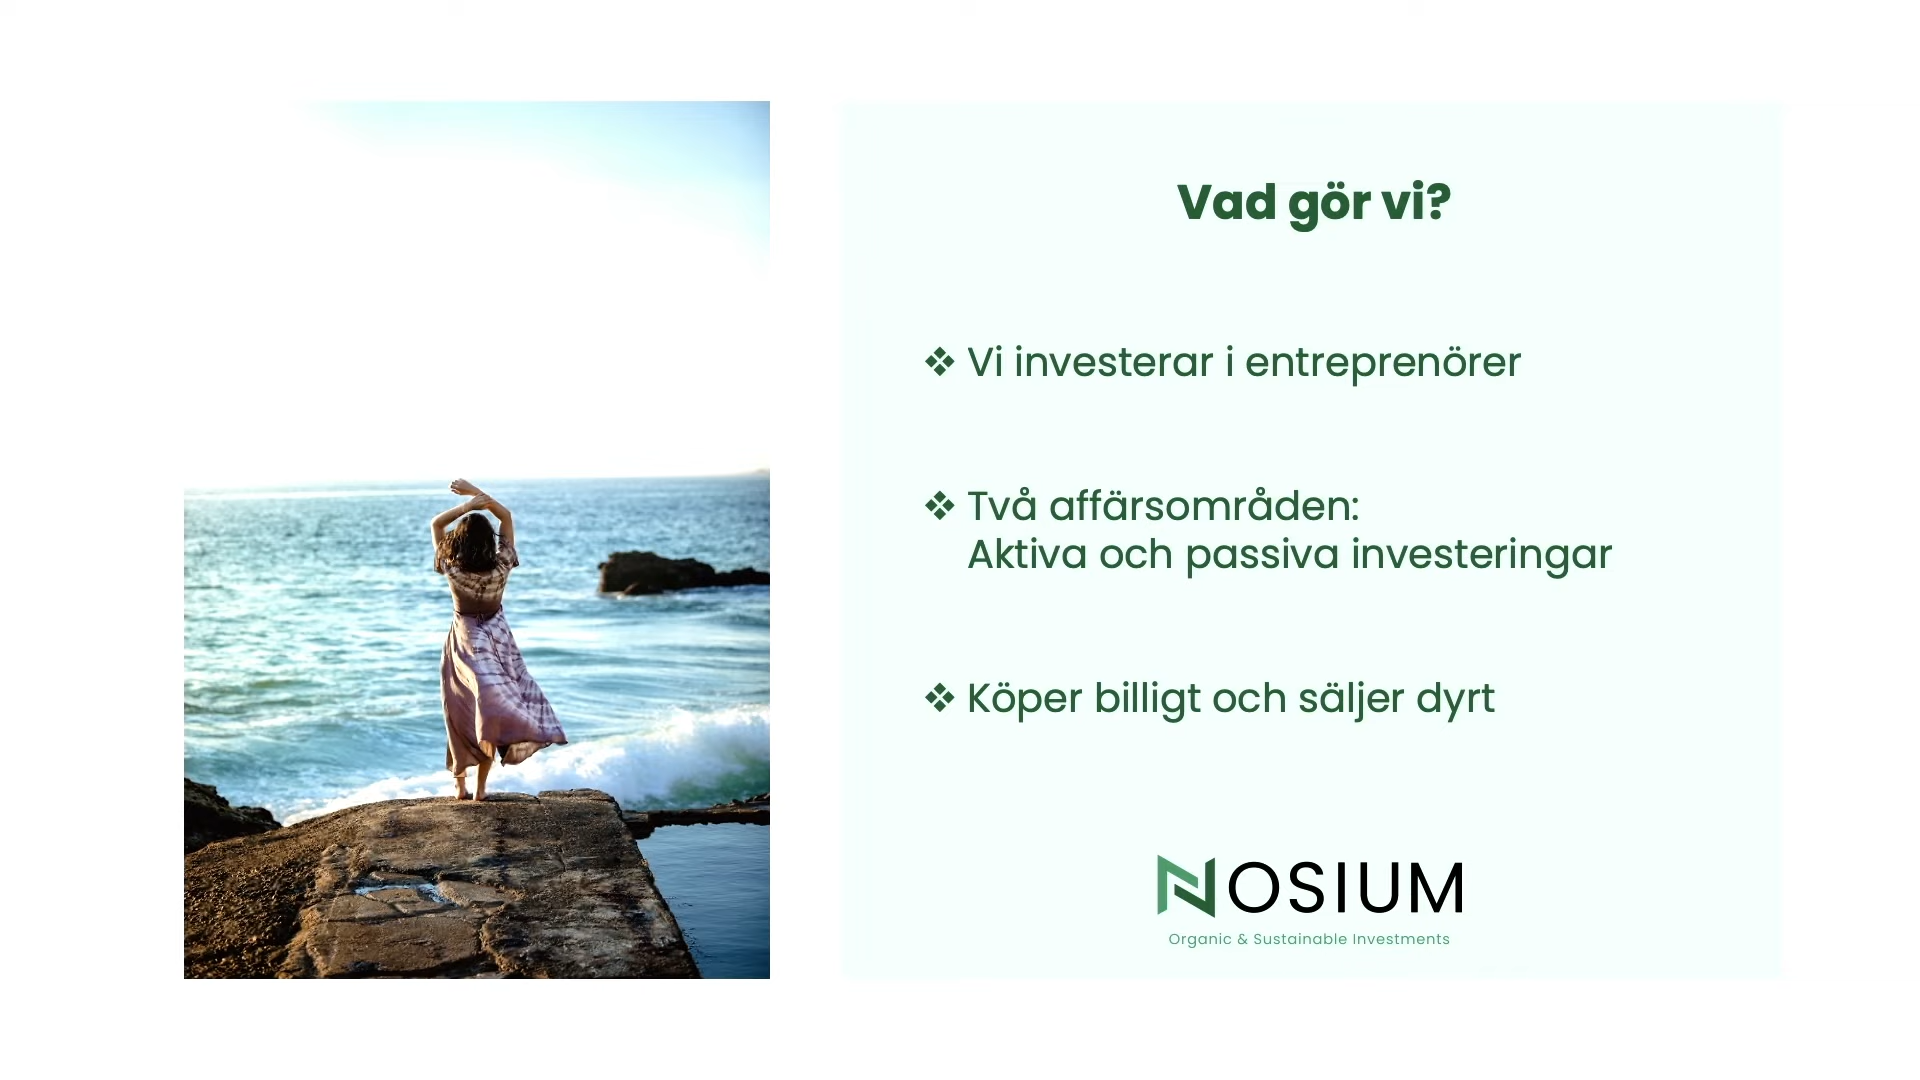 Vad gör vi?
❖ Vi investerar i entreprenörer
❖ Två affärsområden:
Aktiva och passiva investeringar
❖ Köper billigt och säljer dyrt
NOSIUM
Organic & Sustainable Investments